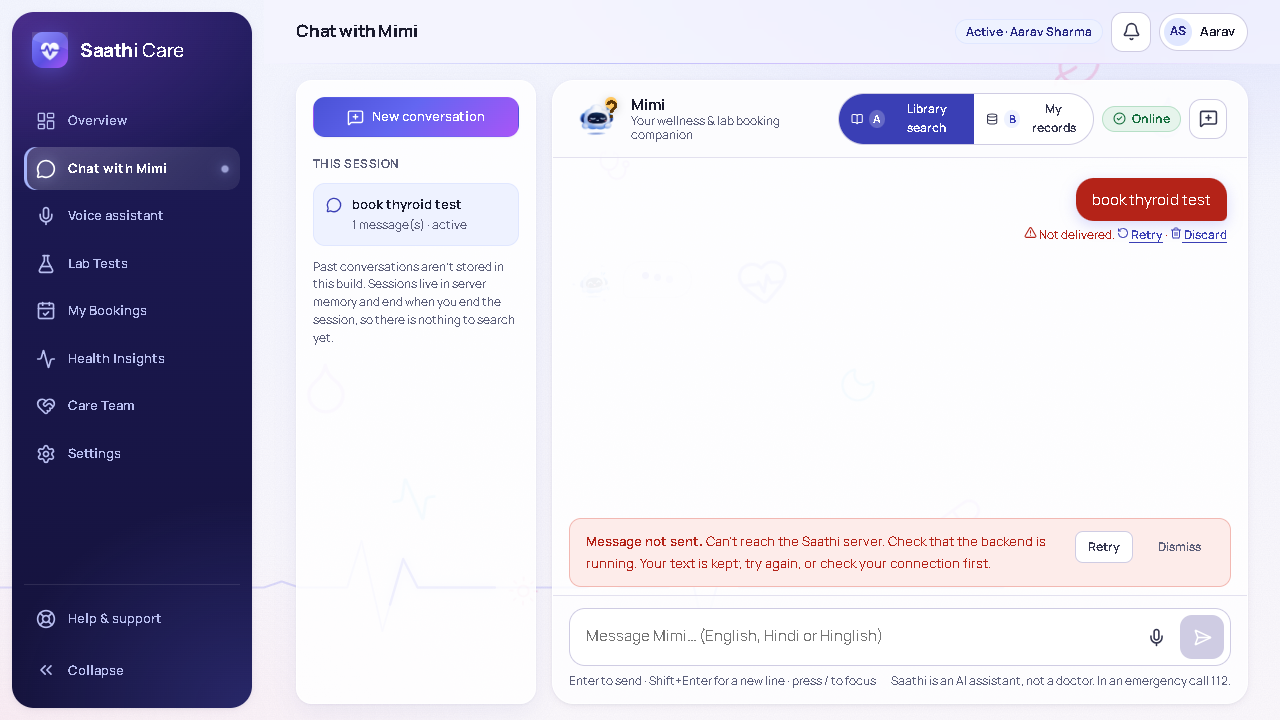 Saathi Care
Overview
Chat with Mimi
Voice assistant
Lab Tests
My Bookings
Health Insights
Care Team
Settings
Help & support
Collapse
Chat with Mimi
Active · Aarav Sharma
AS
Aarav
New conversation
THIS SESSION
book thyroid test
1 message(s) · active
Past conversations aren't stored in
this build. Sessions live in server
memory and end when you end the
session, so there is nothing to search
yet.
Mimi
Your wellness & lab booking
companion
A
Library
search
B
My
records
Online
book thyroid test
Not delivered. Retry · Discard
Message not sent. Can't reach the Saathi server. Check that the backend is
running. Your text is kept; try again, or check your connection first.
Retry
Dismiss
Message Mimi... (English, Hindi or Hinglish)
Enter to send · Shift+Enter for a new line · press / to focus
Saathi is an AI assistant, not a doctor. In an emergency call 112.